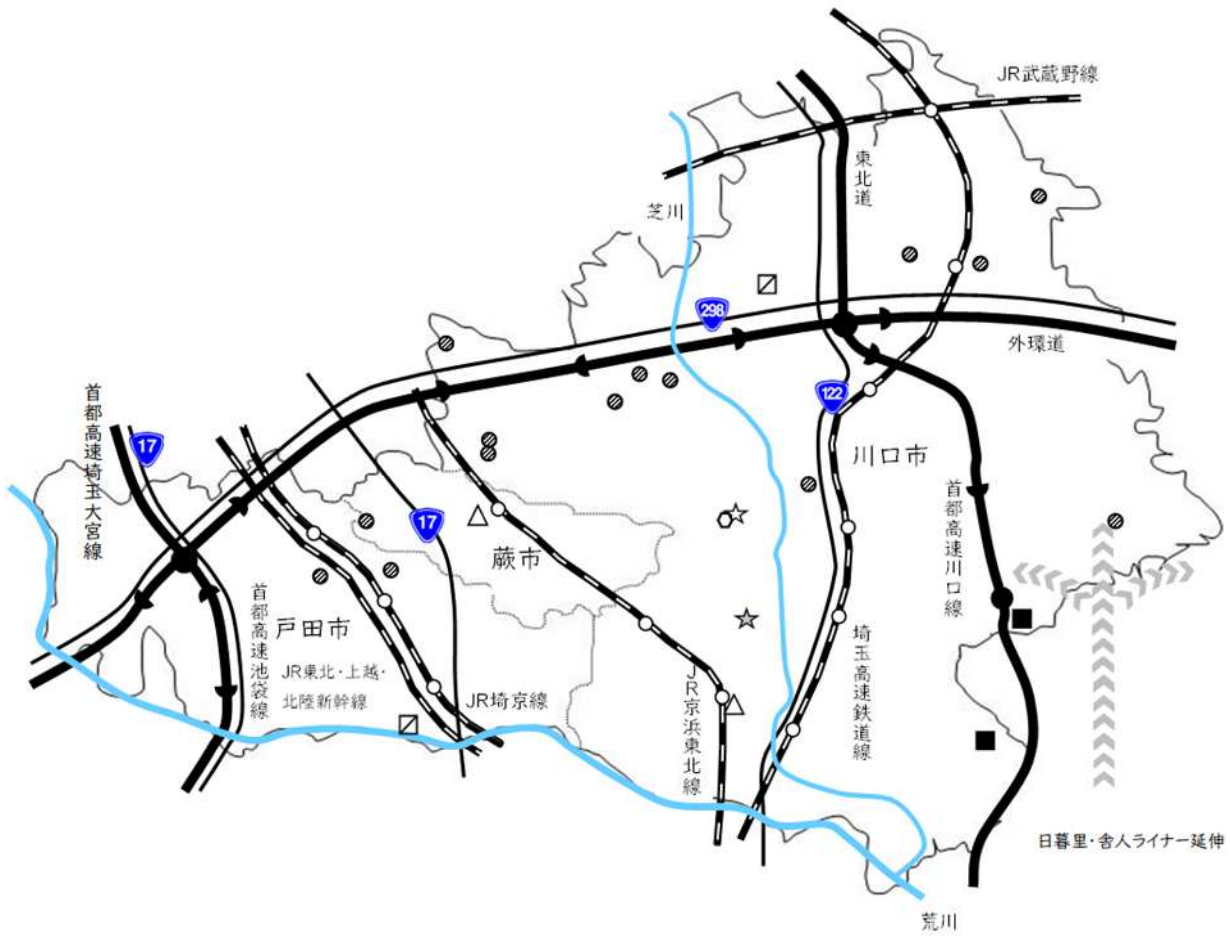 JR武蔵野線
東北道
芝川
298
外環道
首都高速埼玉大宮線
17
122
川口市
首都高速川口線
17
蕨市
首都高速池袋線
戸田市
JR東北・上越・
北陸新幹線
JR埼京線
JR京浜東北線
埼玉高速鉄道線
日暮里・舎人ライナー延伸
荒川